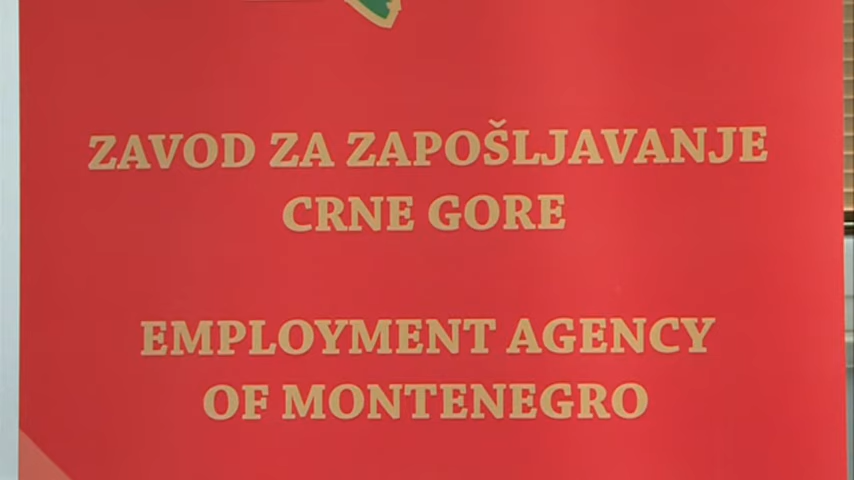 ZAVOD ZA ZAPOŠLJAVANJE
CRNE GORE
EMPLOYMENT AGENCY
OF MONTENEGRO